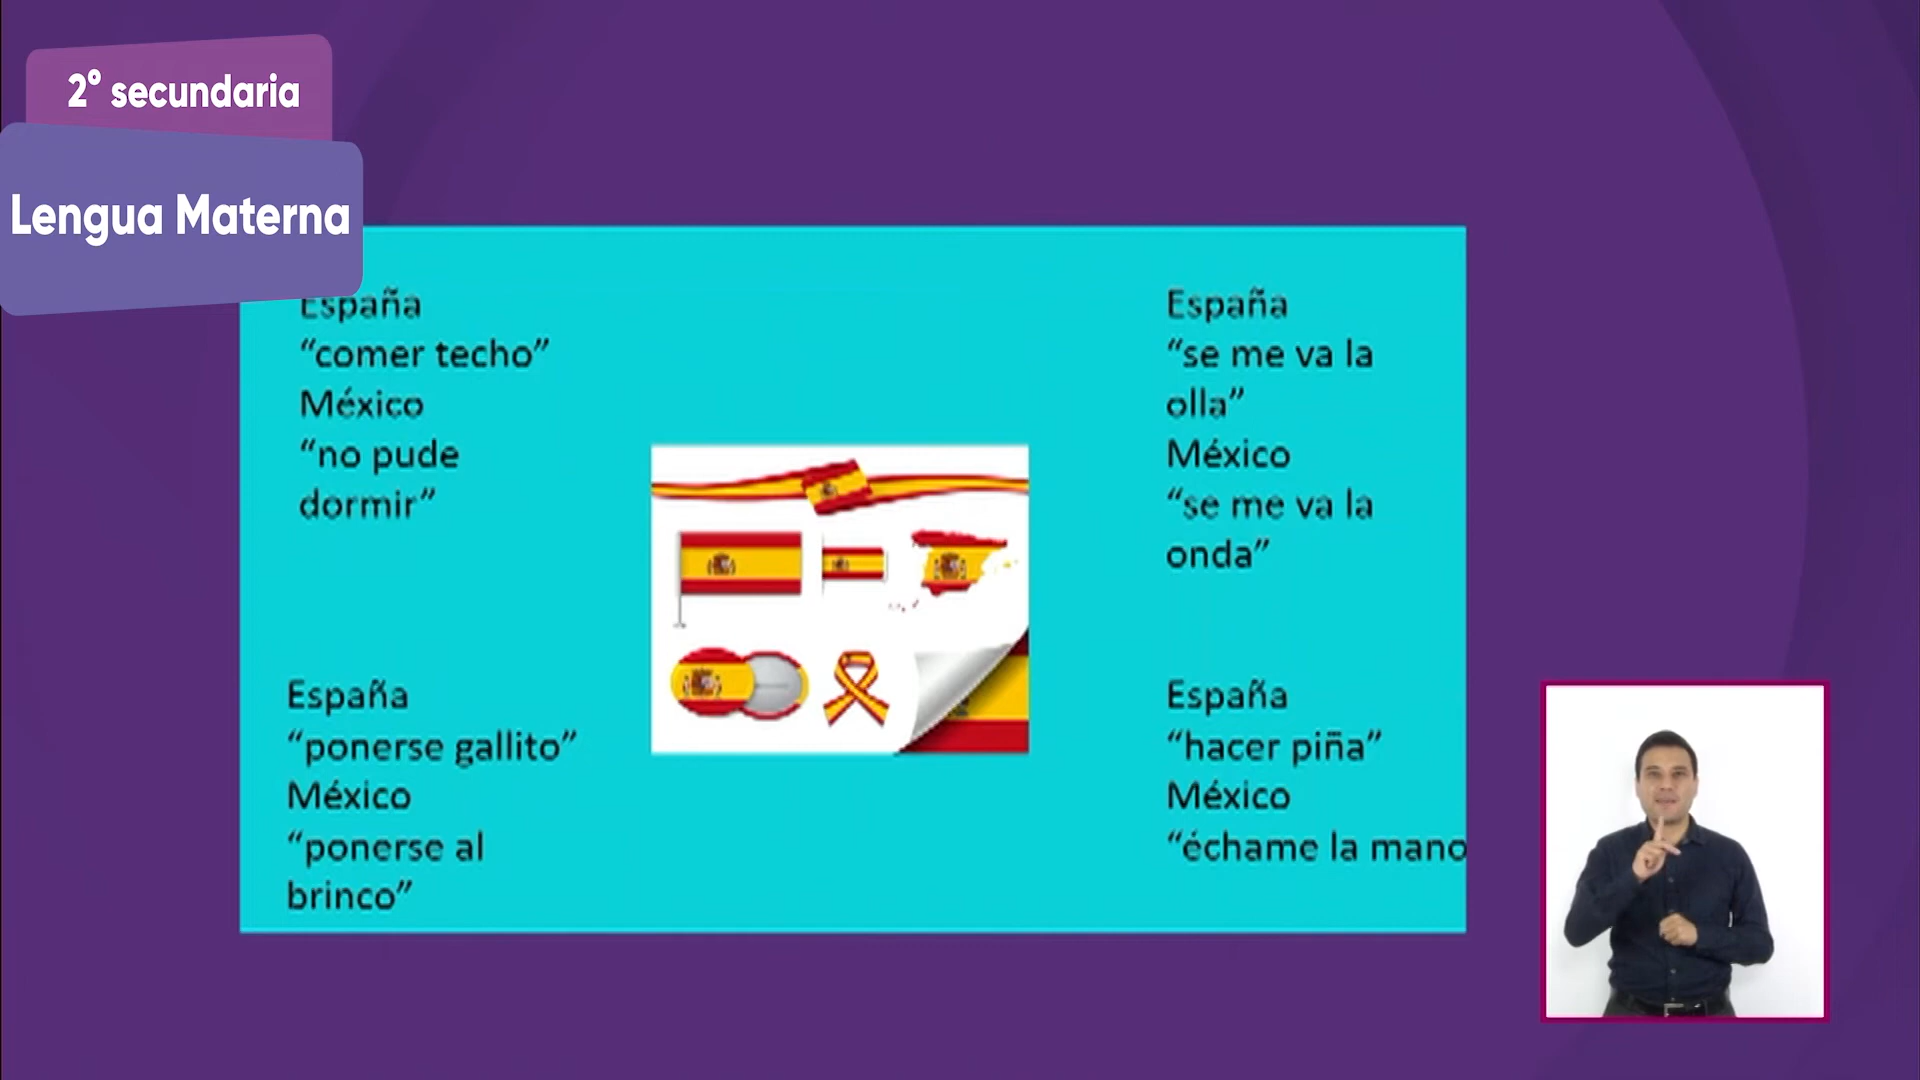 2° secundaria
Lengua Materna
España
“comer techo”
México
“no pude
dormir”
España
“se me va la
olla”
México
“se me va la
onda”
España
“ponerse gallito”
México
“ponerse al
brinco”
España
“hacer piña”
México
“échame la mano